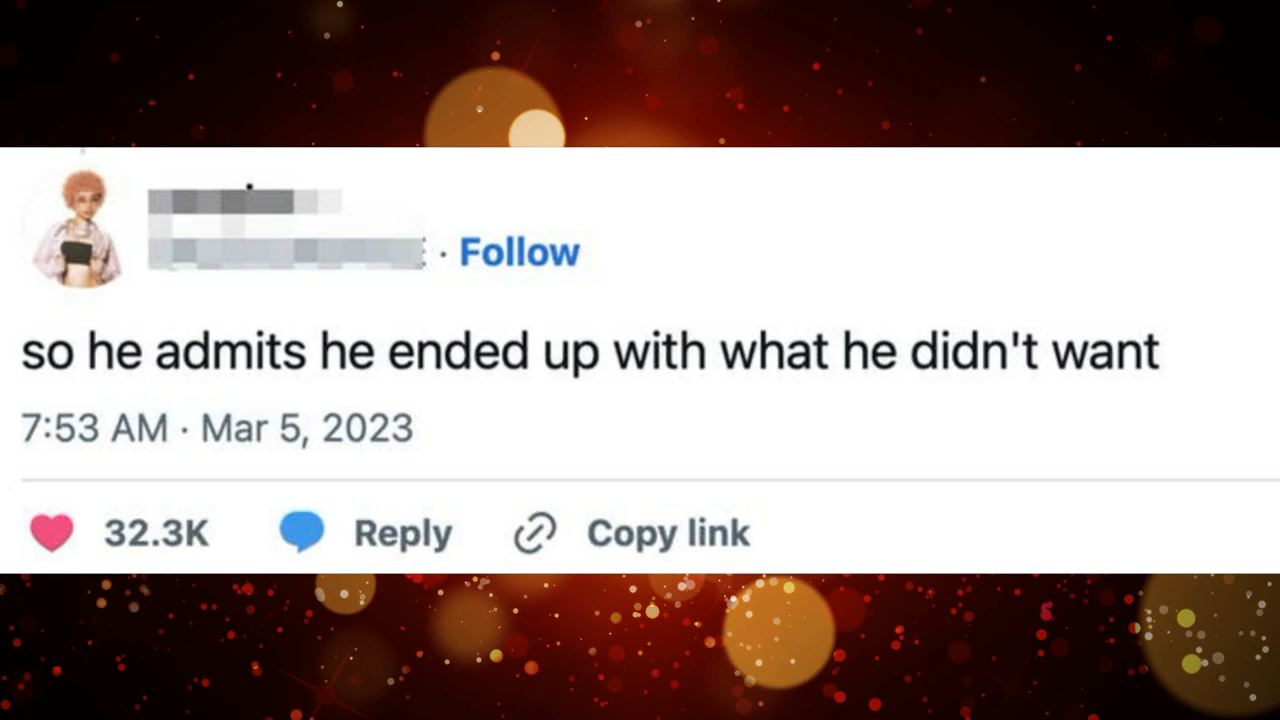 · Follow
so he admits he ended up with what he didn't want
7:53 AM · Mar 5, 2023
32.3K Reply Copy link